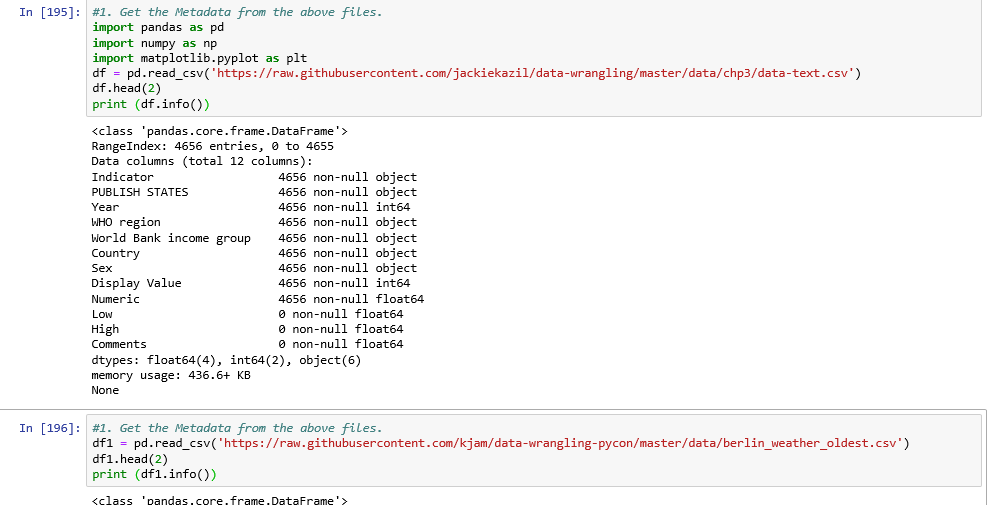 In [195]: #1. Get the Metadata from the above files.
import pandas as pd
import numpy as np
import matplotlib.pyplot as plt
df = pd.read_csv('https://raw.githubusercontent.com/jackiekazil/data-wrangling/master/data/chp3/data-text.csv')
df.head(2)
print (df.info())
<class 'pandas.core.frame.DataFrame'>
RangeIndex: 4656 entries, 0 to 4655
Data columns (total 12 columns):
Indicator                  4656 non-null object
PUBLISH STATES             4656 non-null object
Year                       4656 non-null int64
WHO region                 4656 non-null object
World Bank income group    4656 non-null object
Country                    4656 non-null object
Sex                        4656 non-null object
Display Value              4656 non-null int64
Numeric                    4656 non-null float64
Low                        0 non-null float64
High                       0 non-null float64
Comments                   0 non-null float64
dtypes: float64(4), int64(2), object(6)
memory usage: 436.6+ KB
None
In [196]: #1. Get the Metadata from the above files.
df1 = pd.read_csv('https://raw.githubusercontent.com/kjam/data-wrangling-pycon/master/data/berlin_weather_oldest.csv')
df1.head(2)
print (df1.info())
<class 'pandas.core.frame.DataFrame'>